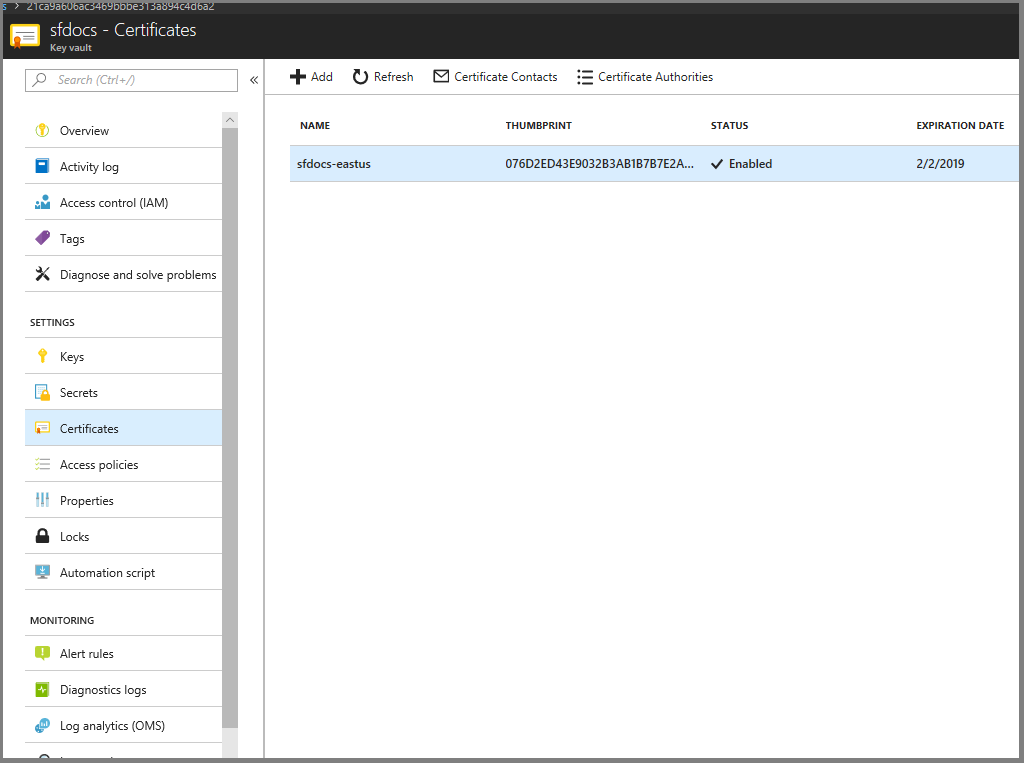 21ca9a606ac3469bbbe313a894c4d6a2
sfdocs - Certificates
Key vault
Search (Ctrl+/)
Overview
Activity log
Access control (IAM)
Tags
Diagnose and solve problems
SETTINGS
Keys
Secrets
Certificates
Access policies
Properties
Locks
Automation script
MONITORING
Alert rules
Diagnostics logs
Log analytics (OMS)
Add Refresh Certificate Contacts Certificate Authorities
NAME THUMBPRINT STATUS EXPIRATION DATE
sfdocs-eastus 076D2ED43E9032B3AB1B7B7E2A... Enabled 2/2/2019